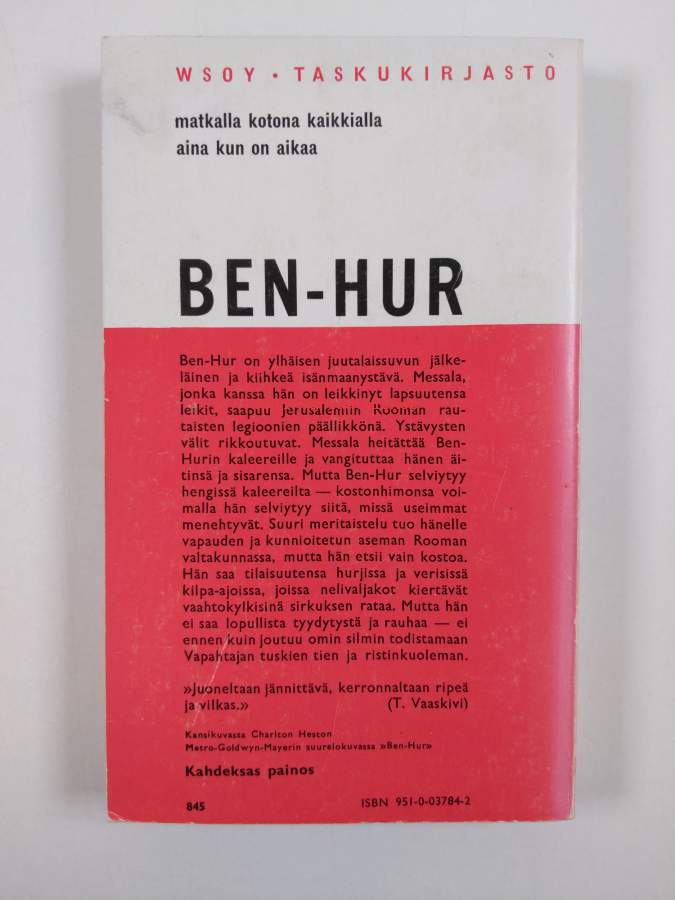 WSOY • TASKUKIRJASTO
matkalla kotona kaikkialla
aina kun on aikaa
BEN-HUR
Ben-Hur on ylhäisen juutalaissuvun jälke-
läinen ja kiihkeä isänmaanystävä. Messala,
jonka kanssa hän on leikkinyt lapsuutensa
leikit, saapuu Jerusalemiin Rooman rau-
taisten legioonien päällikkönä. Ystävysten
välit rikkoutuvat. Messala heitättää Ben-
Hurin kaleereille ja vangituttaa hänen äi-
tinsä ja sisarensa. Mutta Ben-Hur selviytyy
hengissä kaleereilta — kostonhimonsa voi-
malla hän selviytyy siitä, missä useimmat
menehtyvät. Suuri meritaistelu tuo hänelle
vapauden ja kunnioitetun aseman Rooman
valtakunnassa, mutta hän etsii vain kostoa.
Hän saa tilaisuutensa hurjissa ja verisissä
kilpa-ajoissa, joissa nelivaljakot kiertävät
vaahtokylkisinä sirkuksen rataa. Mutta hän
ei saa lopullista tyydytystä ja rauhaa — ei
ennen kuin joutuu omin silmin todistamaan
Vapahtajan tuskien tien ja ristinkuoleman.
»Juoneltaan jännittävä, kerronnaltaan ripeä
ja vilkas.» (T. Vaaskivi)
Kansikuvassa Charlton Heston
Metro-Goldwyn-Mayerin suurelokuvassa »Ben-Hur»
Kahdeksas painos
845 ISBN 951-0-03784-2